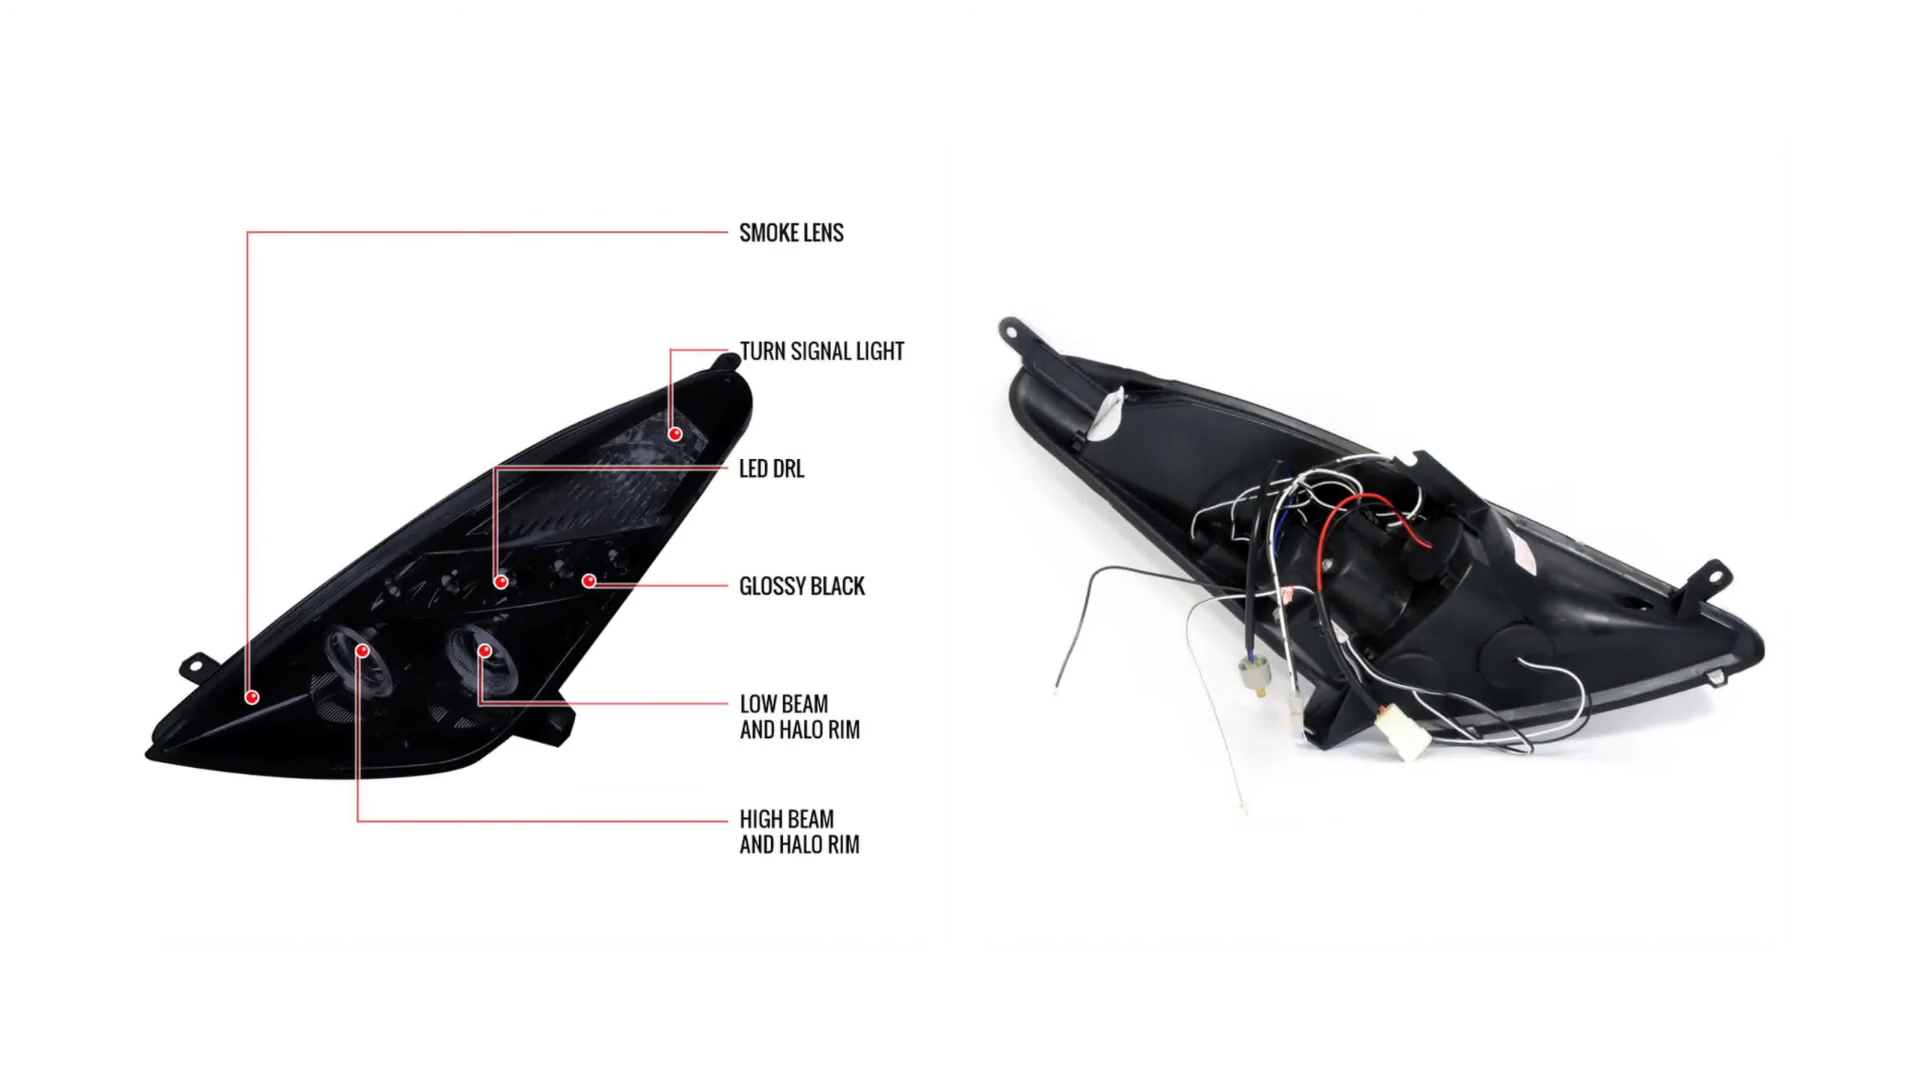 SMOKE LENS
TURN SIGNAL LIGHT
LED DRL
GLOSSY BLACK
LOW BEAM
AND HALO RIM
HIGH BEAM
AND HALO RIM